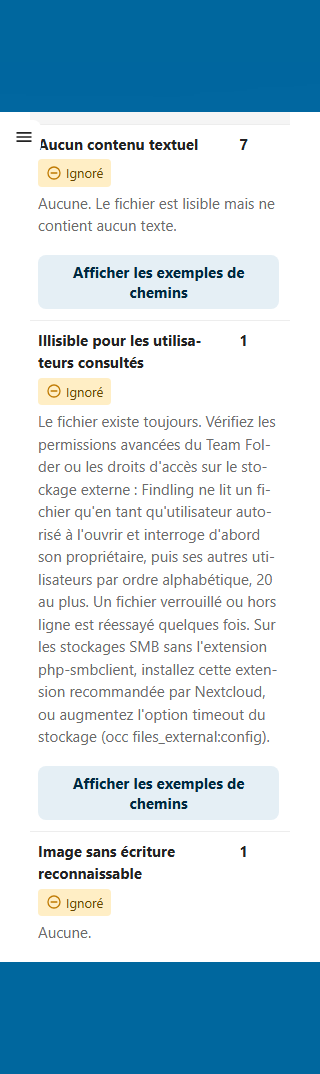 Aucun contenu textuel 7
Ignoré
Aucune. Le fichier est lisible mais ne
contient aucun texte.
Afficher les exemples de
chemins
Illisible pour les utilisa- 1
teurs consultés
Ignoré
Le fichier existe toujours. Vérifiez les
permissions avancées du Team Fol-
der ou les droits d'accès sur le sto-
ckage externe : Findling ne lit un fi-
chier qu'en tant qu'utilisateur auto-
risé à l'ouvrir et interroge d'abord
son propriétaire, puis ses autres uti-
lisateurs par ordre alphabétique, 20
au plus. Un fichier verrouillé ou hors
ligne est réessayé quelques fois. Sur
les stockages SMB sans l'extension
php-smbclient, installez cette exten-
sion recommandée par Nextcloud,
ou augmentez l'option timeout du
stockage (occ files_external:config).
Afficher les exemples de
chemins
Image sans écriture 1
reconnaissable
Ignoré
Aucune.